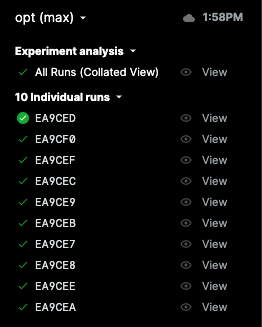 opt (max) 1:58PM
Experiment analysis
All Runs (Collated View) View
10 Individual runs
EA9CED View
EA9CF0 View
EA9CEF View
EA9CEC View
EA9CE9 View
EA9CEB View
EA9CE7 View
EA9CE8 View
EA9CEE View
EA9CEA View